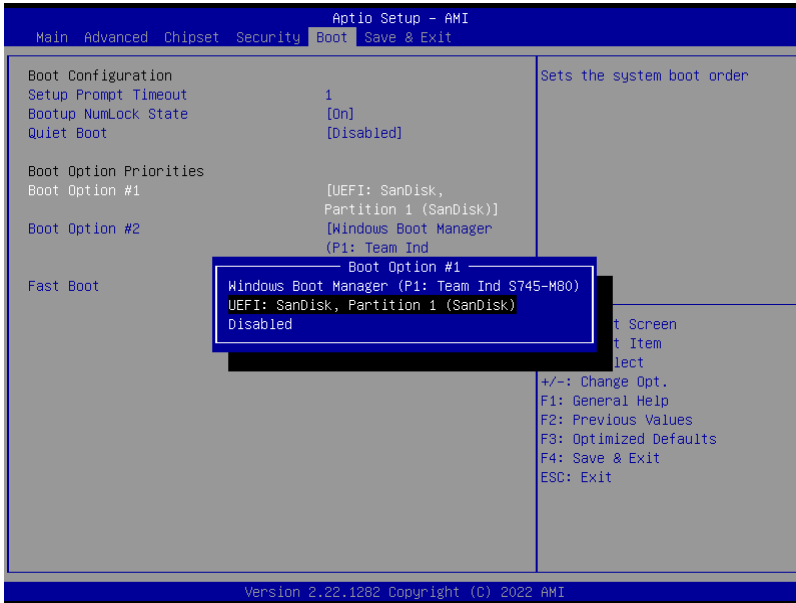 Aptio Setup – AMI
Main Advanced Chipset Security Boot Save & Exit
Boot Configuration
Setup Prompt Timeout 1
Bootup NumLock State [On]
Quiet Boot [Disabled]
Boot Option Priorities
Boot Option #1 [UEFI: SanDisk,
Partition 1 (SanDisk)]
Boot Option #2 [Windows Boot Manager
(P1: Team Ind
Fast Boot
Boot Option #1
Windows Boot Manager (P1: Team Ind S745-M80)
UEFI: SanDisk, Partition 1 (SanDisk)
Disabled
Sets the system boot order
t Screen
t Item
lect
+/-: Change Opt.
F1: General Help
F2: Previous Values
F3: Optimized Defaults
F4: Save & Exit
ESC: Exit
Version 2.22.1282 Copyright (C) 2022 AMI